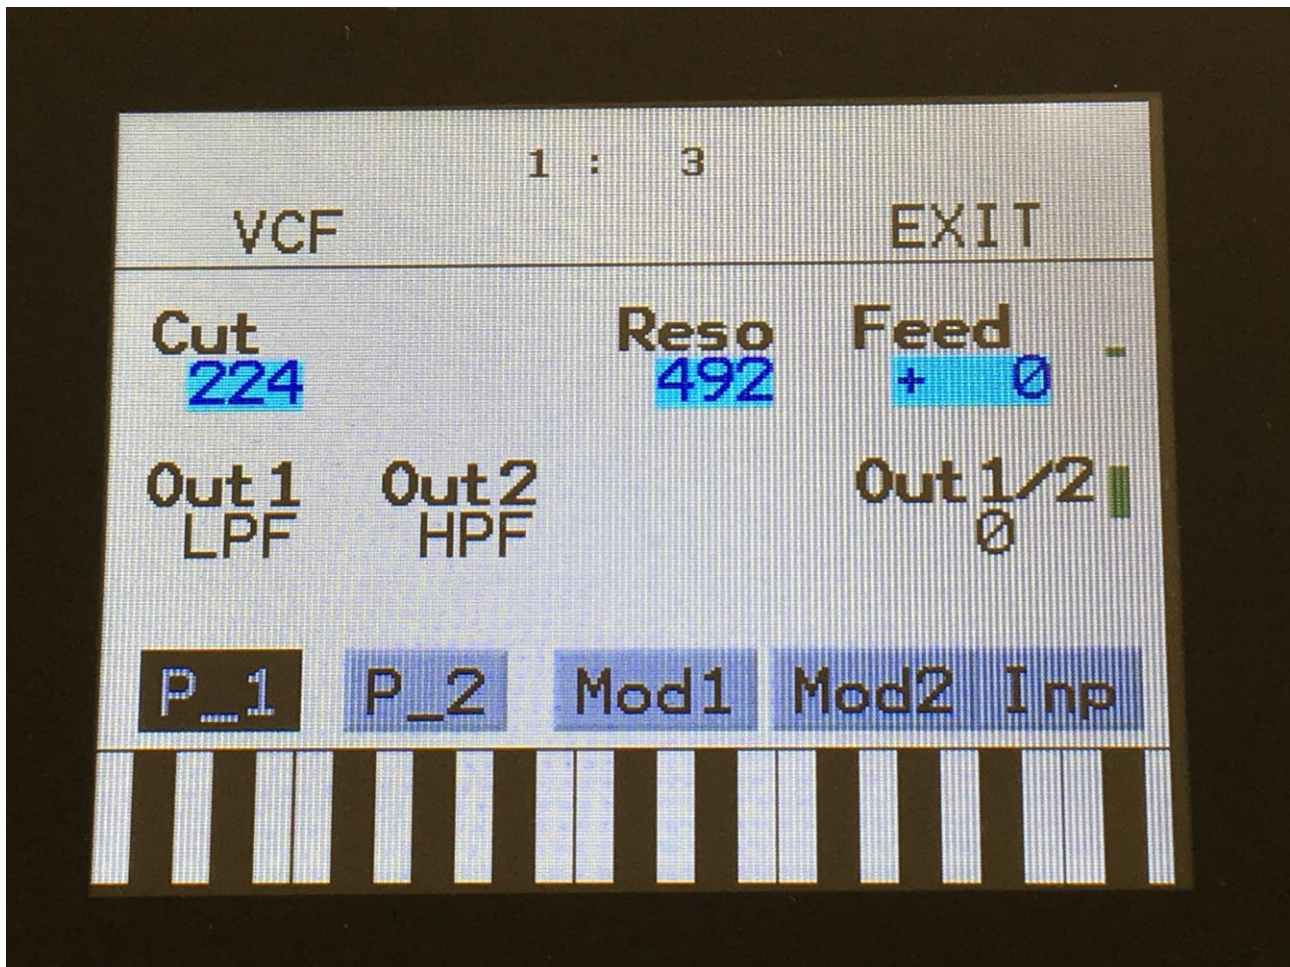 1 : 3
VCF EXIT
Cut Reso Feed
224 492 + 0
Out1 Out2 Out1/2
LPF HPF 0
P_1 P_2 Mod1 Mod2 Inp